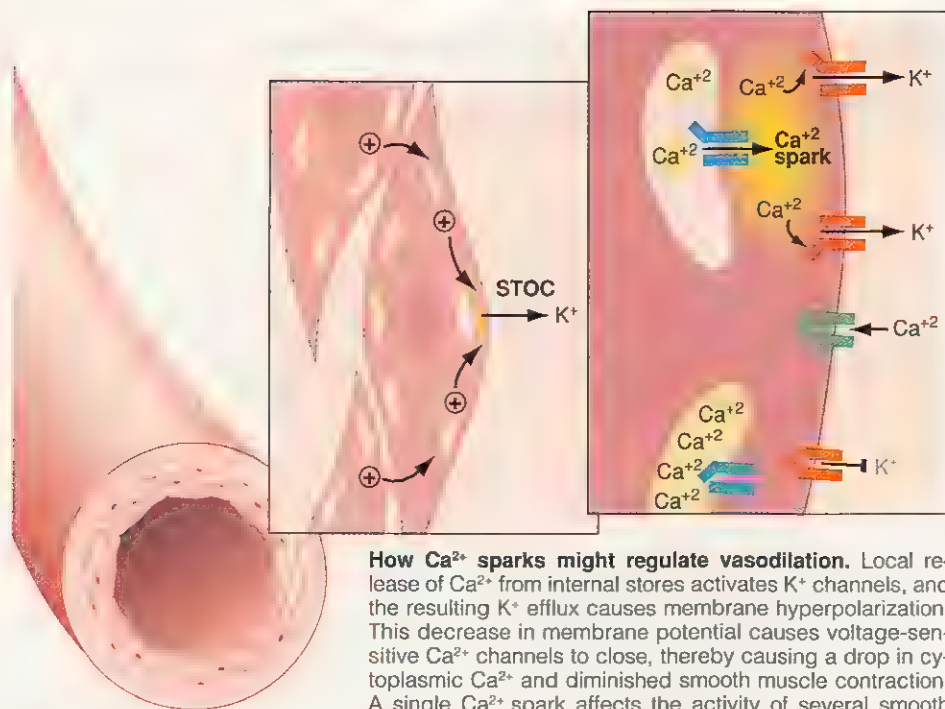 Ca⁺²
Ca⁺²
K⁺
Ca⁺²
Ca⁺²
spark
Ca⁺²
K⁺
Ca⁺²
Ca⁺²
Ca⁺²
Ca⁺²
Ca⁺²
K⁺
⊕
⊕
STOC
K⁺
⊕
⊕
How Ca²⁺ sparks might regulate vasodilation. Local re-
lease of Ca²⁺ from internal stores activates K⁺ channels, and
the resulting K⁺ efflux causes membrane hyperpolarization
This decrease in membrane potential causes voltage-sen-
sitive Ca²⁺ channels to close, thereby causing a drop in cy-
toplasmic Ca²⁺ and diminished smooth muscle contraction
A single Ca²⁺ spark affects the activity of several smooth